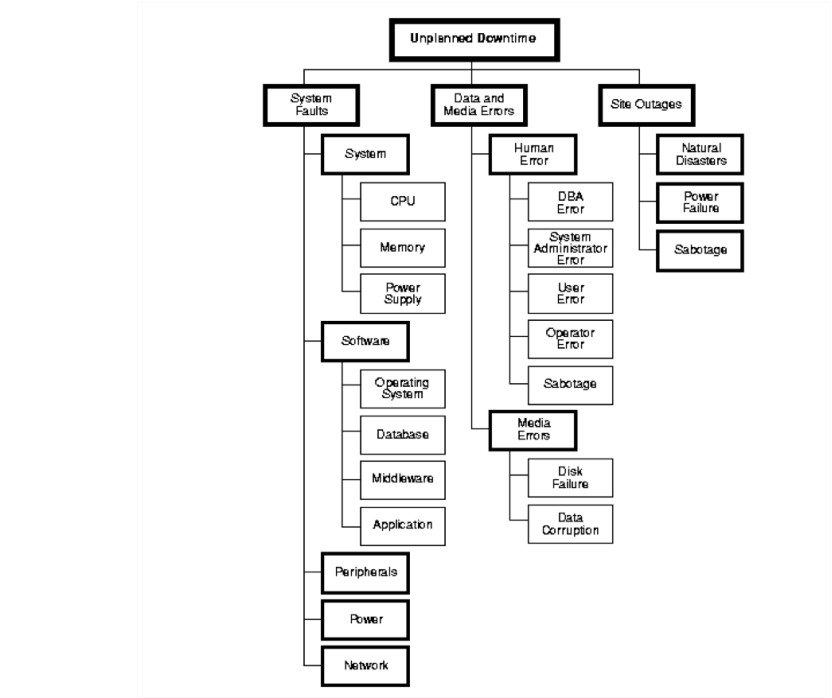 Unplanned Downtime
System
Faults
Data and
Media Errors
Site Outages
System
CPU
Memory
Power
Supply
Software
Operating
System
Database
Middleware
Application
Peripherals
Power
Network
Human
Error
DBA
Error
System
Administrator
Error
User
Error
Operator
Error
Sabotage
Media
Errors
Disk
Failure
Data
Corruption
Natural
Disasters
Power
Failure
Sabotage